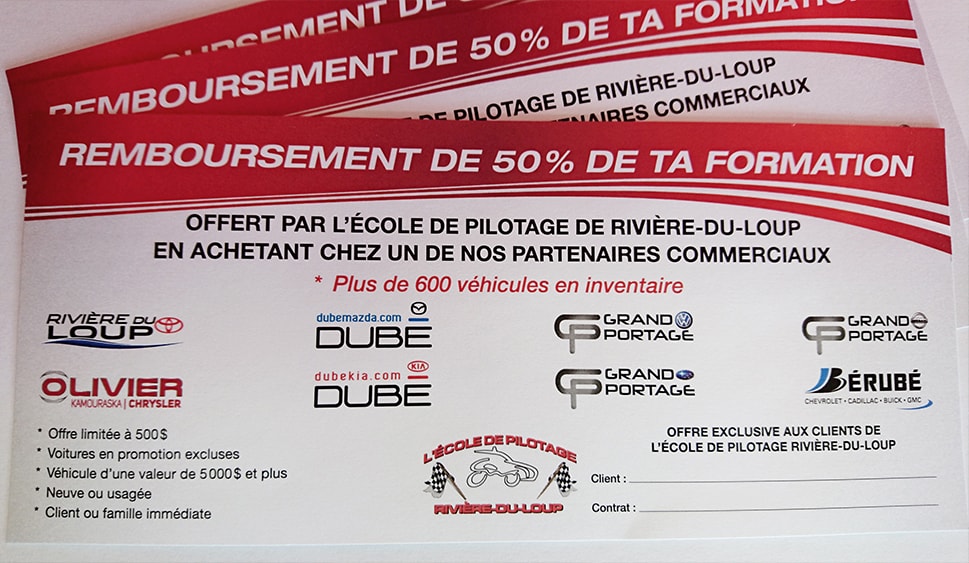 REMBOURSEMENT DE 50% DE TA FORMATION
DE PILOTAGE DE RIVIÈRE-DU-LOUP
PARTENAIRES COMMERCIAUX
REMBOURSEMENT DE 50% DE TA FORMATION
OFFERT PAR L'ÉCOLE DE PILOTAGE DE RIVIÈRE-DU-LOUP
EN ACHETANT CHEZ UN DE NOS PARTENAIRES COMMERCIAUX
* Plus de 600 véhicules en inventaire
RIVIÈRE DU
LOUP
dubemazda.com
DUBÉ
GRAND
PORTAGE
GRAND
PORTAGE
OLIVIER
KAMOURASKA | CHRYSLER
dubekia.com
KIA
DUBÉ
GRAND
PORTAGE
BÉRUBÉ
CHEVROLET • CADILLAC • BUICK • GMC
* Offre limitée à 500$
* Voitures en promotion excluses
* Véhicule d'une valeur de 5000$ et plus
* Neuve ou usagée
* Client ou famille immédiate
L'ÉCOLE DE PILOTAGE
RIVIÈRE-DU-LOUP
OFFRE EXCLUSIVE AUX CLIENTS DE
L'ÉCOLE DE PILOTAGE RIVIÈRE-DU-LOUP
Client :
Contrat :